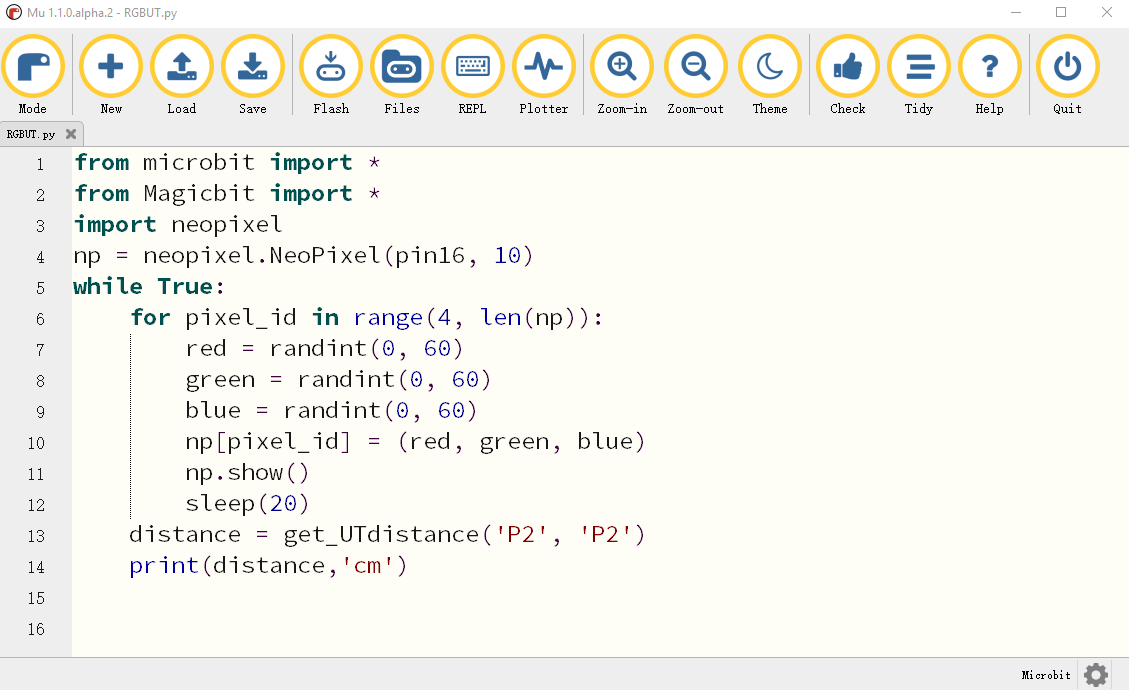 Mu 1.1.0.alpha.2 - RGBUT.py
Mode New Load Save Flash Files REPL Plotter Zoom-in Zoom-out Theme Check Tidy Help Quit
RGBUT.py
1 from microbit import *
2 from Magicbit import *
3 import neopixel
4 np = neopixel.NeoPixel(pin16, 10)
5 while True:
6     for pixel_id in range(4, len(np)):
7         red = randint(0, 60)
8         green = randint(0, 60)
9         blue = randint(0, 60)
10         np[pixel_id] = (red, green, blue)
11         np.show()
12         sleep(20)
13     distance = get_UTdistance('P2', 'P2')
14     print(distance,'cm')
15
16
Microbit